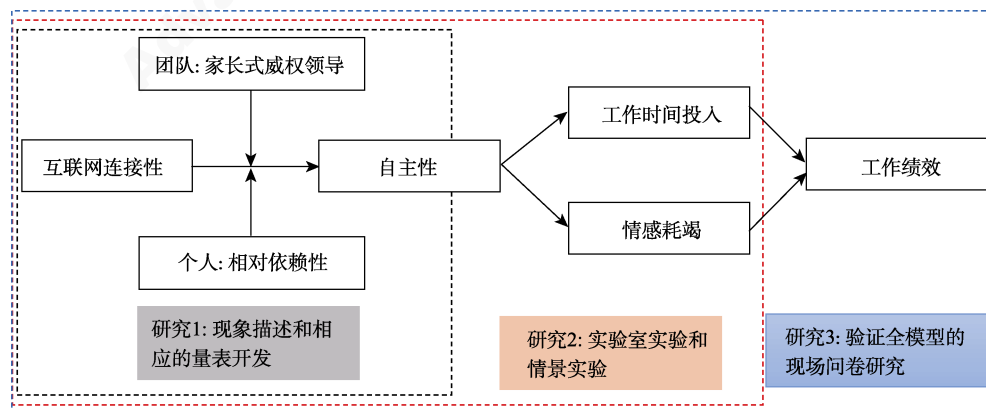 团队: 家长式威权领导
工作时间投入
互联网连接性
自主性
工作绩效
情感耗竭
个人: 相对依赖性
研究1: 现象描述和相
应的量表开发
研究2: 实验室实验和
情景实验
研究3: 验证全模型的
现场问卷研究